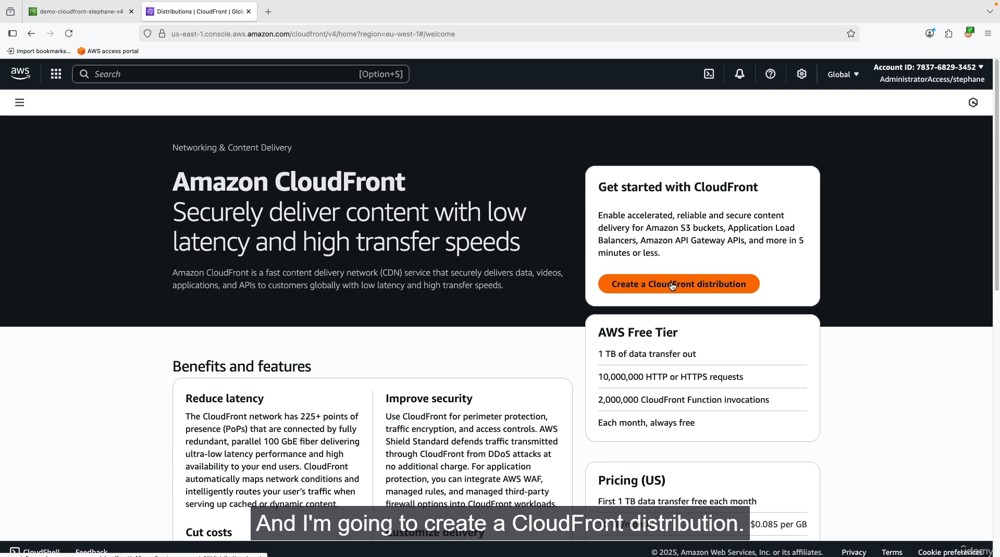 demo-cloudfront-stephane-v4
Distributions | CloudFront | Glob
us-east-1.console.aws.amazon.com/cloudfront/v4/home?region=eu-west-1#/welcome
Import bookmarks...
AWS access portal
aws
Search
[Option+S]
Global
Account ID: 7837-6829-3452
AdministratorAccess/stephane
Networking & Content Delivery
Amazon CloudFront
Securely deliver content with low
latency and high transfer speeds
Amazon CloudFront is a fast content delivery network (CDN) service that securely delivers data, videos,
applications, and APIs to customers globally with low latency and high transfer speeds.
Get started with CloudFront
Enable accelerated, reliable and secure content
delivery for Amazon S3 buckets, Application Load
Balancers, Amazon API Gateway APIs, and more in 5
minutes or less.
Create a CloudFront distribution
AWS Free Tier
1 TB of data transfer out
10,000,000 HTTP or HTTPS requests
2,000,000 CloudFront Function invocations
Each month, always free
Benefits and features
Reduce latency
The CloudFront network has 225+ points of
presence (PoPs) that are connected by fully
redundant, parallel 100 GbE fiber delivering
ultra-low latency performance and high
availability to your end users. CloudFront
automatically maps network conditions and
intelligently routes your user's traffic when
serving up cached or dynamic content.
Cut costs
Improve security
Use CloudFront for perimeter protection,
traffic encryption, and access controls. AWS
Shield Standard defends traffic transmitted
through CloudFront from DDoS attacks at
no additional charge. For application
protection, you can integrate AWS WAF,
managed rules, and managed third-party
firewall options into CloudFront workloads.
Customize delivery
Pricing (US)
First 1 TB data transfer free each month
$0.085 per GB
And I'm going to create a CloudFront distribution.
CloudShell
Feedback
© 2025, Amazon Web Services, Inc. or its affiliates.
Privacy
Terms
Cookie preferences
ûdemy